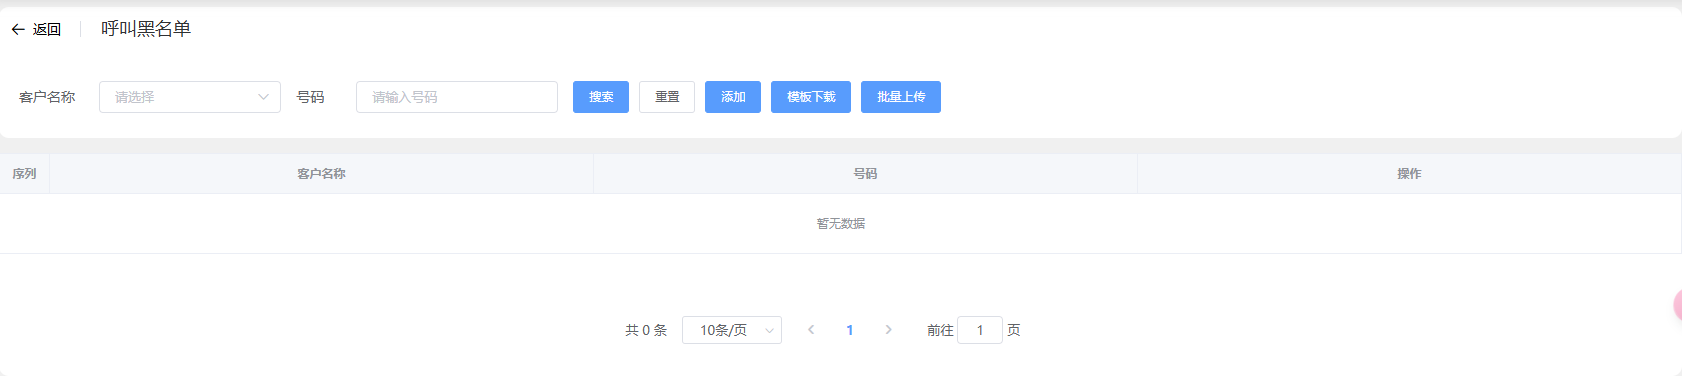 返回 呼叫黑名单
客户名称 请选择 号码 请输入号码 搜索 重置 添加 模板下载 批量上传
序列 客户名称 号码 操作
暂无数据
共 0 条 10条/页 1 前往 1 页